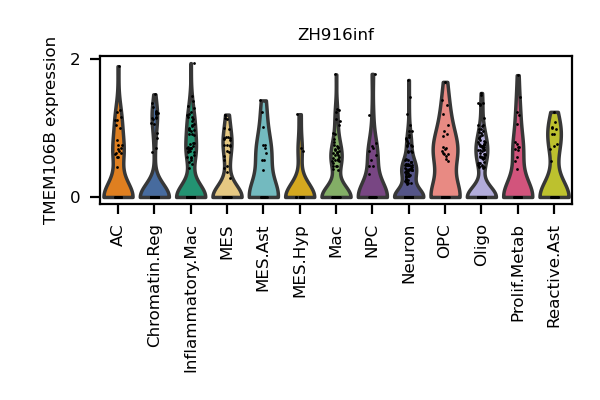 ZH916inf
TMEM106B expression
2
0
AC
Chromatin.Reg
Inflammatory.Mac
MES
MES.Ast
MES.Hyp
Mac
NPC
Neuron
OPC
Oligo
Prolif.Metab
Reactive.Ast